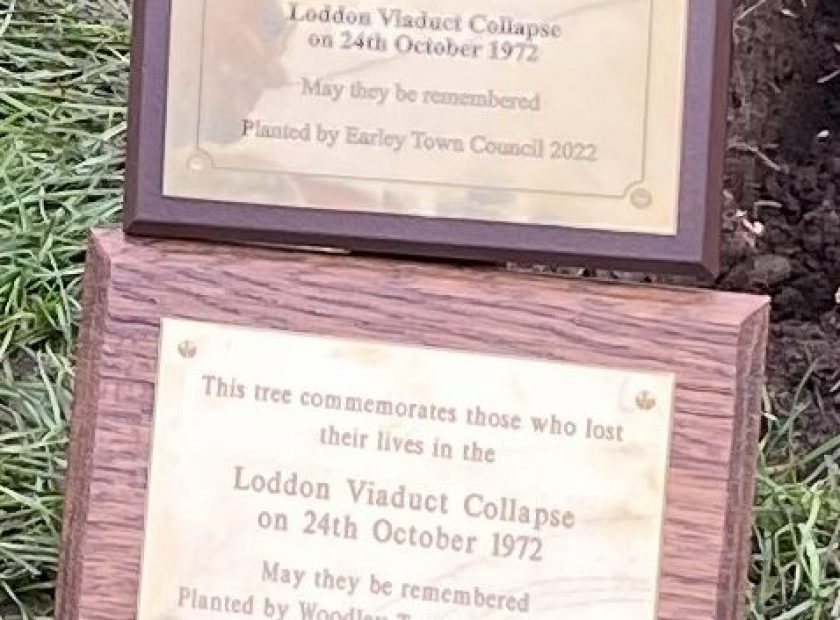 Loddon Viaduct Collapse
on 24th October 1972
May they be remembered
Planted by Earley Town Council 2022
This tree commemorates those who lost
their lives in the
Loddon Viaduct Collapse
on 24th October 1972
May they be remembered
Planted by Woodley